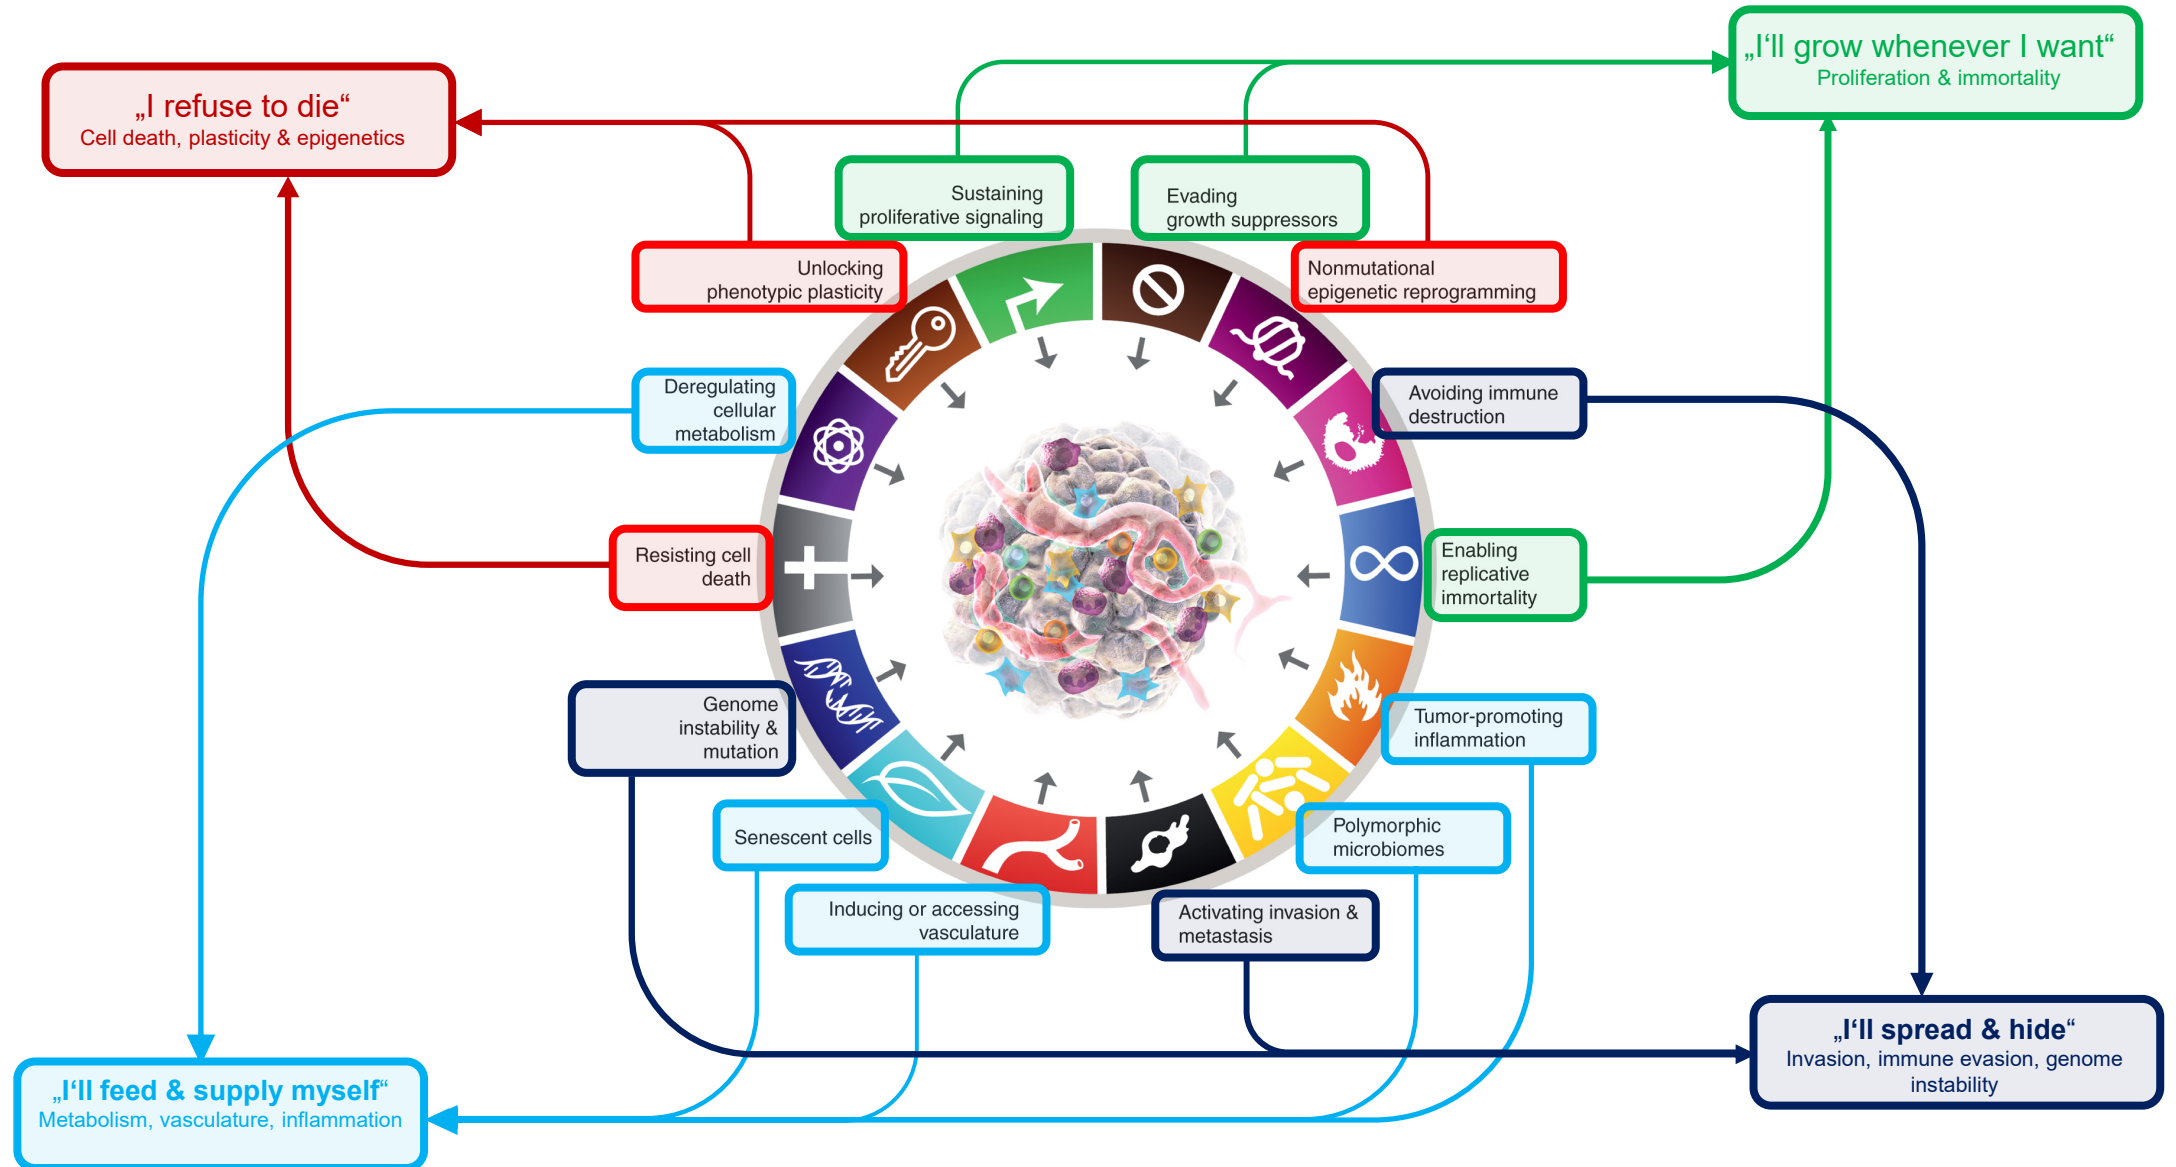 „I‘ll grow whenever I want“
Proliferation & immortality
„I refuse to die“
Cell death, plasticity & epigenetics
Sustaining
proliferative signaling
Evading
growth suppressors
Unlocking
phenotypic plasticity
Nonmutational
epigenetic reprogramming
Deregulating
cellular
metabolism
Avoiding immune
destruction
Resisting cell
death
Enabling
replicative
immortality
Genome
instability &
mutation
Tumor-promoting
inflammation
Senescent cells
Polymorphic
microbiomes
Inducing or accessing
vasculature
Activating invasion &
metastasis
„I‘ll spread & hide“
Invasion, immune evasion, genome
instability
„I‘ll feed & supply myself“
Metabolism, vasculature, inflammation